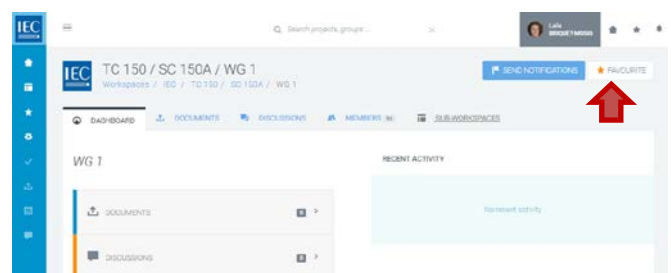 IEC
Search projects, groups ...
Laila
IEC
TC 150 / SC 150A / WG 1
Workspaces / IEC / TC 150 / SC 150A / WG 1
SEND NOTIFICATIONS
FAVOURITE
DASHBOARD
DOCUMENTS
DISCUSSIONS
MEMBERS
SUB-WORKSPACES
WG 1
RECENT ACTIVITY
DOCUMENTS
No recent activity
DISCUSSIONS